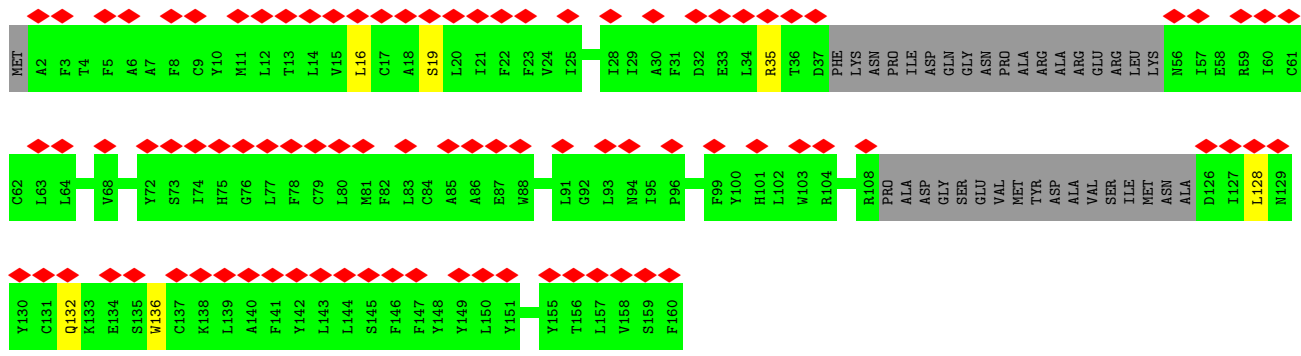 MET A2 F3 T4 F5 A6 A7 F8 C9 Y10 M11 L12 T13 L14 V15 L16 C17 A18 S19 L20 I21 F22 F23 V24 I25 I28 I29 A30 F31 D32 E33 L34 R35 T36 D37 PHE LYS ASN PRO ILE ASP GLN GLY ASN PRO ALA ARG ALA ARG GLU ARG LEU LYS N56 I57 E58 R59 I60 C61
C62 L63 L64 V68 Y72 S73 I74 H75 G76 L77 F78 C79 L80 M81 F82 L83 C84 A85 A86 E87 W88 L91 G92 L93 N94 I95 P96 F99 Y100 H101 L102 W103 R104 R108 PRO ALA ASP GLY SER GLU VAL MET TYR ASP ALA VAL SER ILE MET ASN ALA D126 I127 L128 N129
Y130 C131 Q132 K133 E134 S135 W136 C137 K138 L139 A140 F141 Y142 L143 L144 S145 F146 F147 Y148 Y149 L150 Y151 Y155 T156 L157 V158 S159 F160